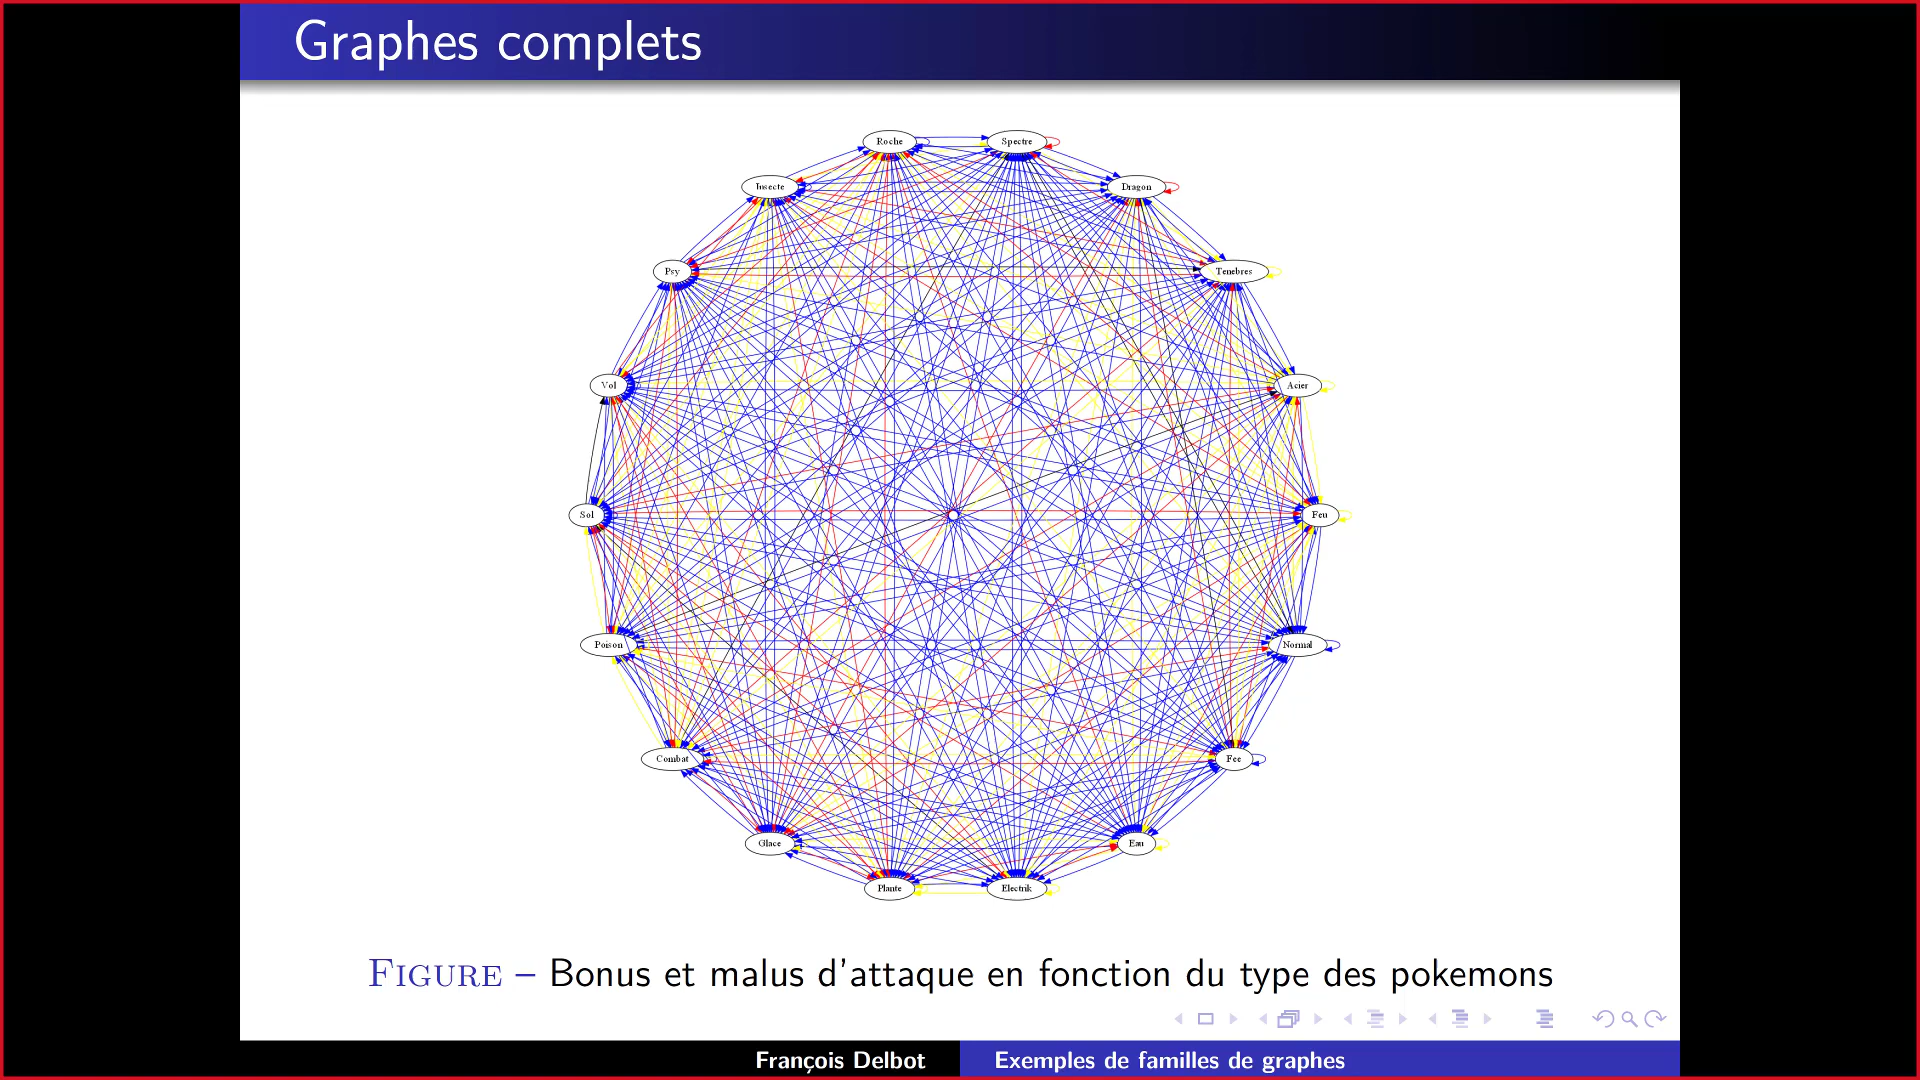 Graphes complets
Roche
Spectre
Insecte
Dragon
Psy
Tenebres
Vol
Acier
Sol
Feu
Poison
Normal
Combat
Fee
Glace
Eau
Plante
Electrik
FIGURE – Bonus et malus d'attaque en fonction du type des pokemons
François Delbot
Exemples de familles de graphes